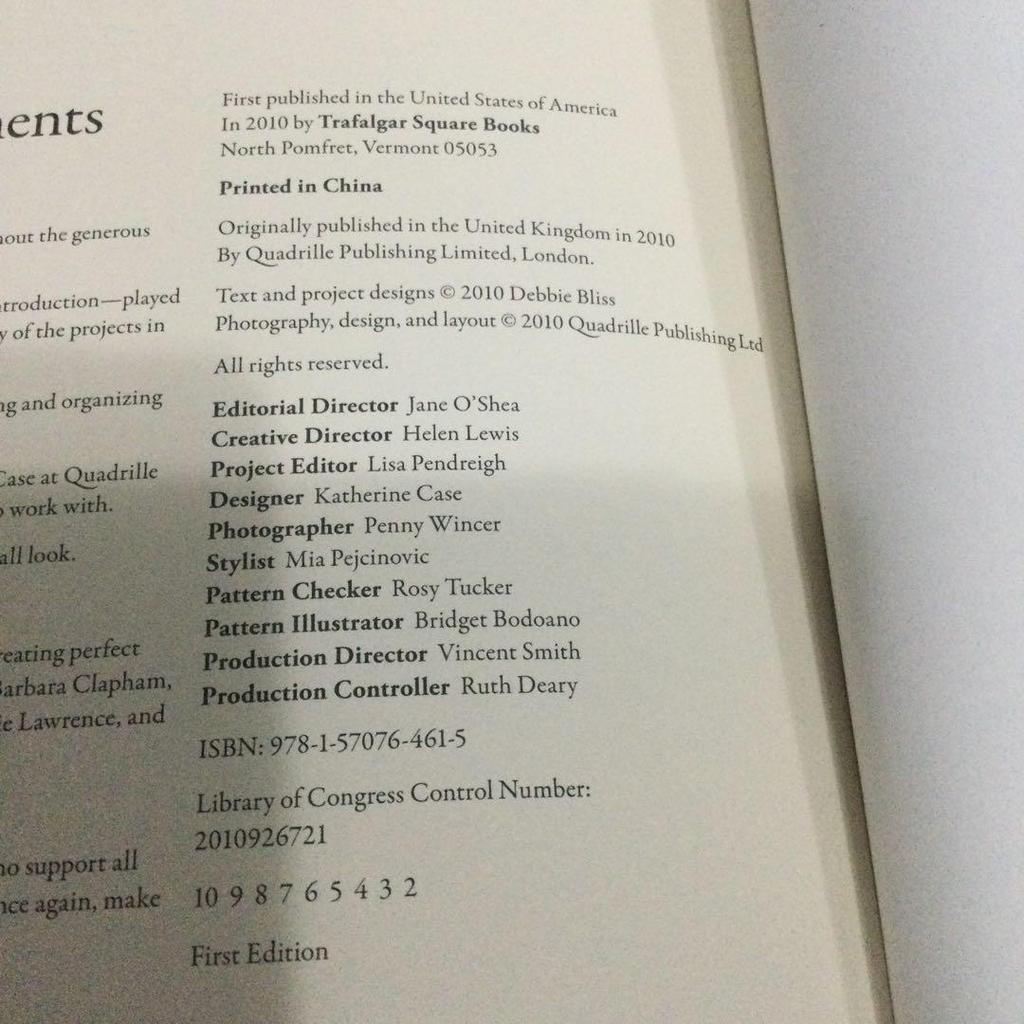 ents
out the generous
troduction—played
y of the projects in
ng and organizing
Case at Quadrille
work with.
all look.
reating perfect
Barbara Clapham,
Lawrence, and
no support all
nce again, make
First published in the United States of America
In 2010 by Trafalgar Square Books
North Pomfret, Vermont 05053
Printed in China
Originally published in the United Kingdom in 2010
By Quadrille Publishing Limited, London.
Text and project designs © 2010 Debbie Bliss
Photography, design, and layout © 2010 Quadrille Publishing Ltd
All rights reserved.
Editorial Director Jane O'Shea
Creative Director Helen Lewis
Project Editor Lisa Pendreigh
Designer Katherine Case
Photographer Penny Wincer
Stylist Mia Pejcinovic
Pattern Checker Rosy Tucker
Pattern Illustrator Bridget Bodoano
Production Director Vincent Smith
Production Controller Ruth Deary
ISBN: 978-1-57076-461-5
Library of Congress Control Number:
2010926721
10 9 8 7 6 5 4 3 2
First Edition